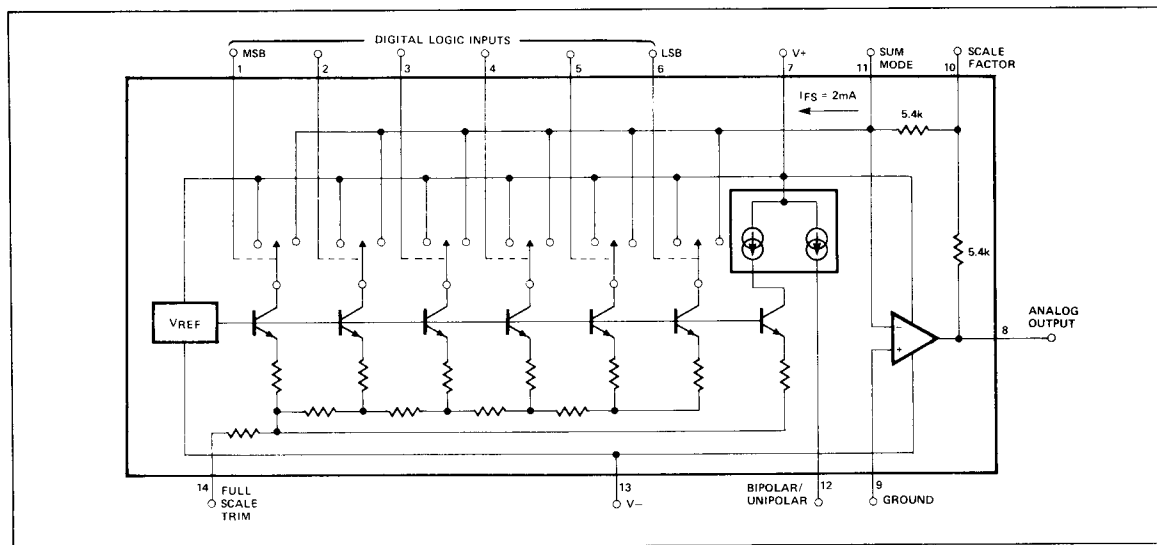 DIGITAL LOGIC INPUTS
MSB
LSB
V+
SUM
MODE
SCALE
FACTOR
1
2
3
4
5
6
7
11
10
IFS = 2mA
5.4k
5.4k
VREF
−
+
ANALOG
OUTPUT
8
14
FULL
SCALE
TRIM
13
V−
BIPOLAR/
UNIPOLAR
12
9
GROUND